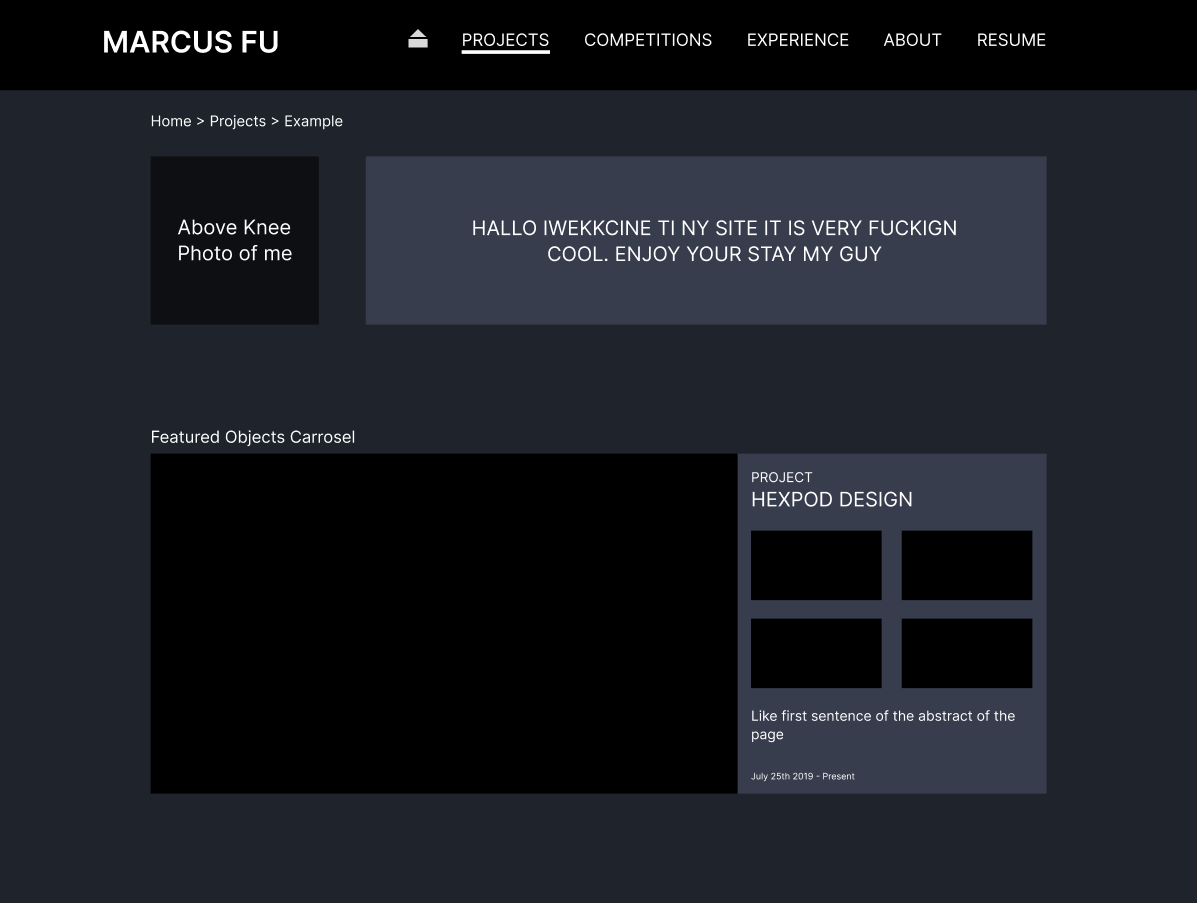 MARCUS FU
PROJECTS COMPETITIONS EXPERIENCE ABOUT RESUME
Home > Projects > Example
Above Knee
Photo of me
HALLO IWEKKCINE TI NY SITE IT IS VERY FUCKIGN
COOL. ENJOY YOUR STAY MY GUY
Featured Objects Carrosel
PROJECT
HEXPOD DESIGN
Like first sentence of the abstract of the
page
July 25th 2019 - Present